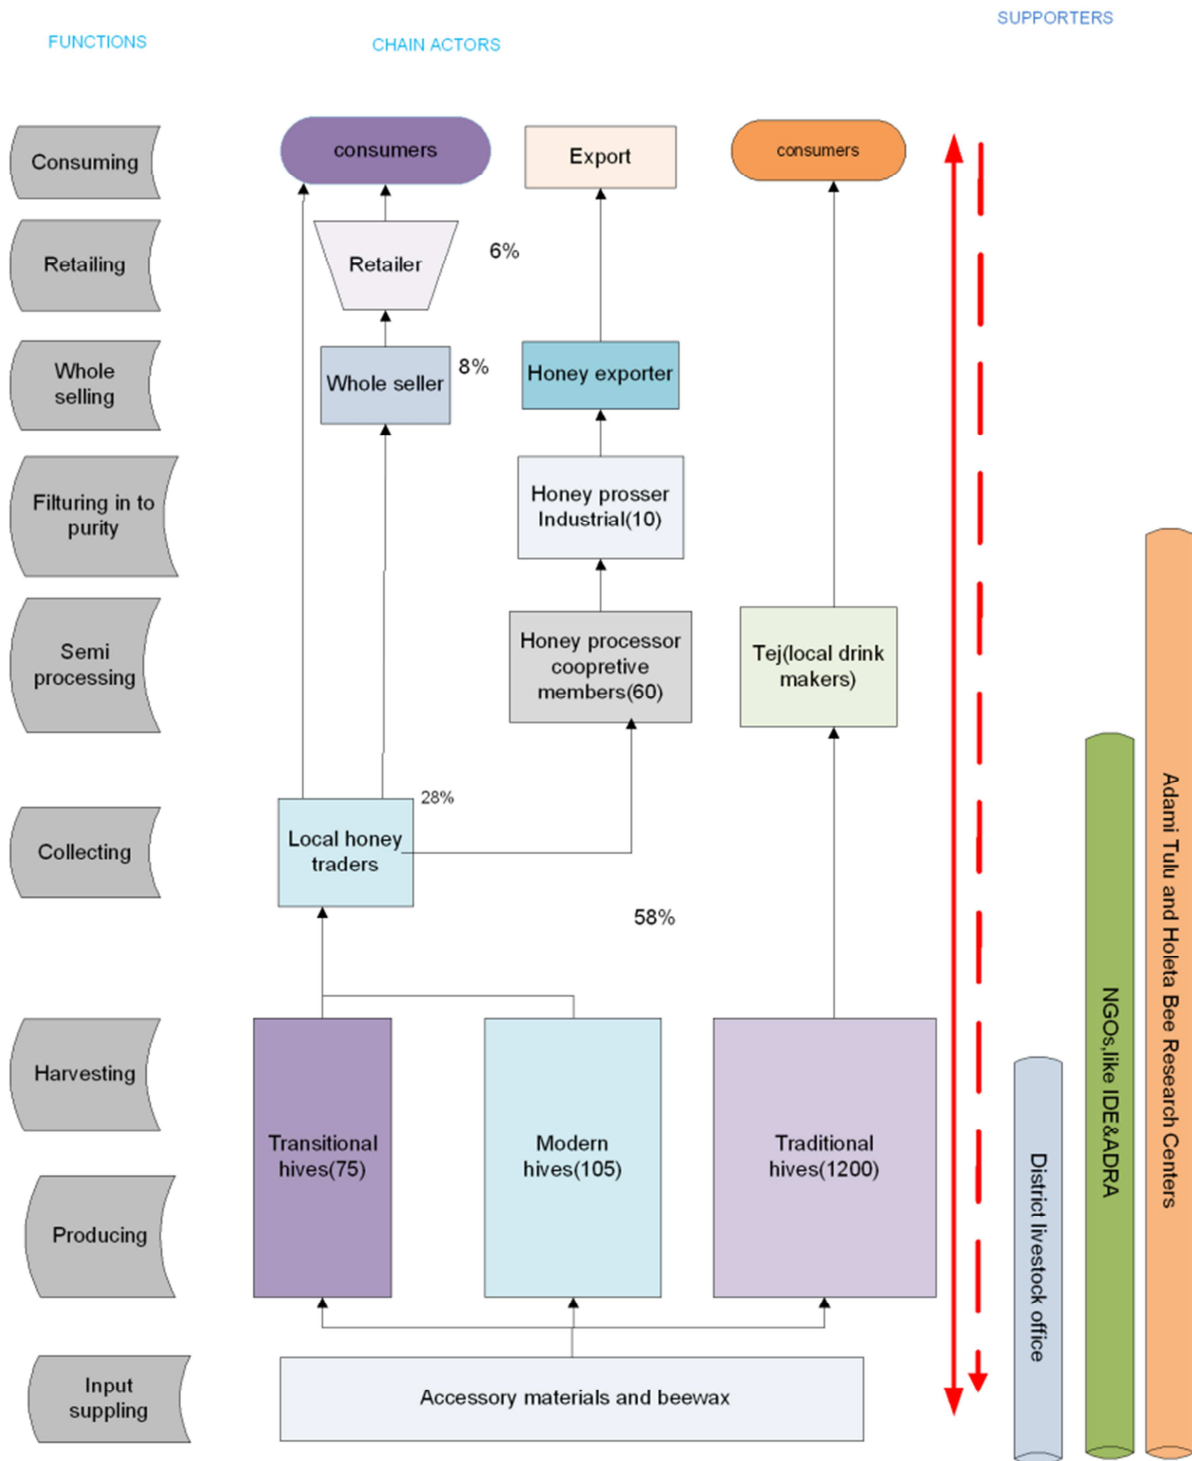 SUPPORTERS
FUNCTIONS
CHAIN ACTORS
Consuming
consumers
Export
consumers
Retailing
Retailer
6%
Whole
selling
Whole seller
8%
Honey exporter
Filturing in to
purity
Honey prosser
Industrial(10)
Semi
processing
Honey processor
coopretive
members(60)
Tej(local drink
makers)
Collecting
Local honey
traders
28%
58%
Harvesting
Transitional
hives(75)
Modern
hives(105)
Traditional
hives(1200)
Producing
Input
suppling
Accessory materials and beewax
District livestock office
NGOs,like IDE&ADRA
Adami Tulu and Holeta Bee Research Centers